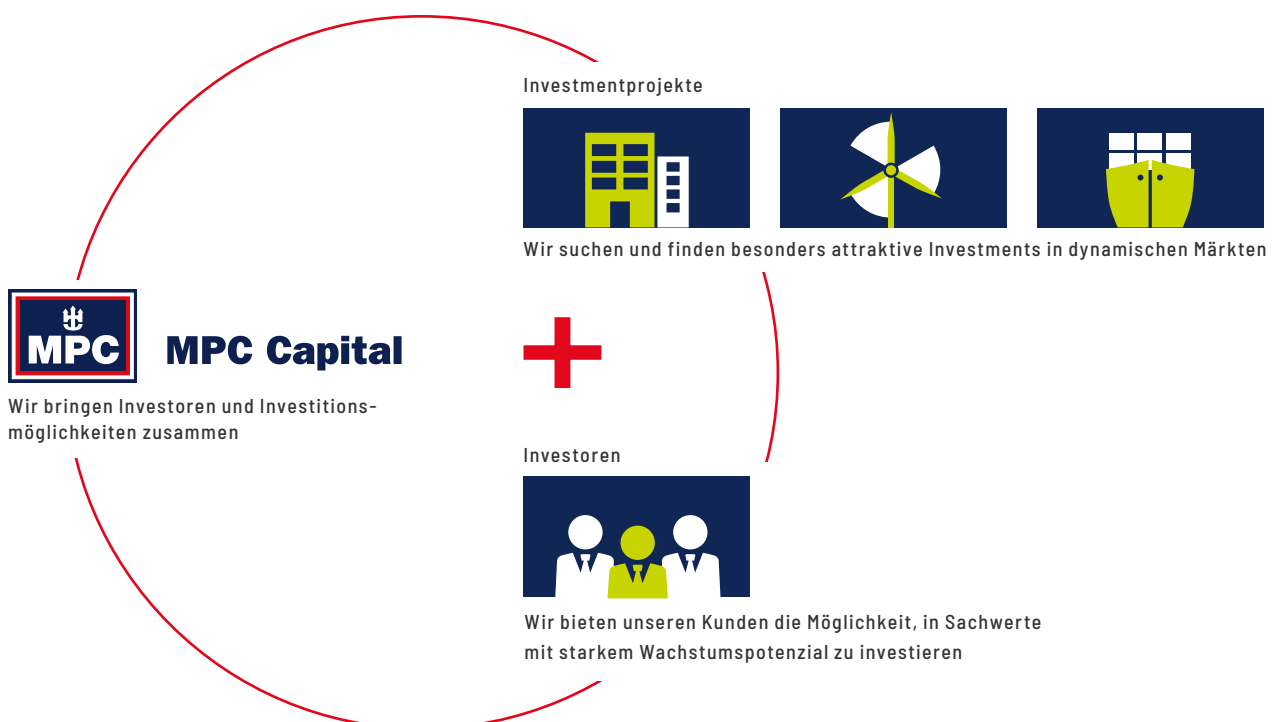 Investmentprojekte
Wir suchen und finden besonders attraktive Investments in dynamischen Märkten
MPC
MPC Capital
Wir bringen Investoren und Investitions-
möglichkeiten zusammen
Investoren
Wir bieten unseren Kunden die Möglichkeit, in Sachwerte
mit starkem Wachstumspotenzial zu investieren